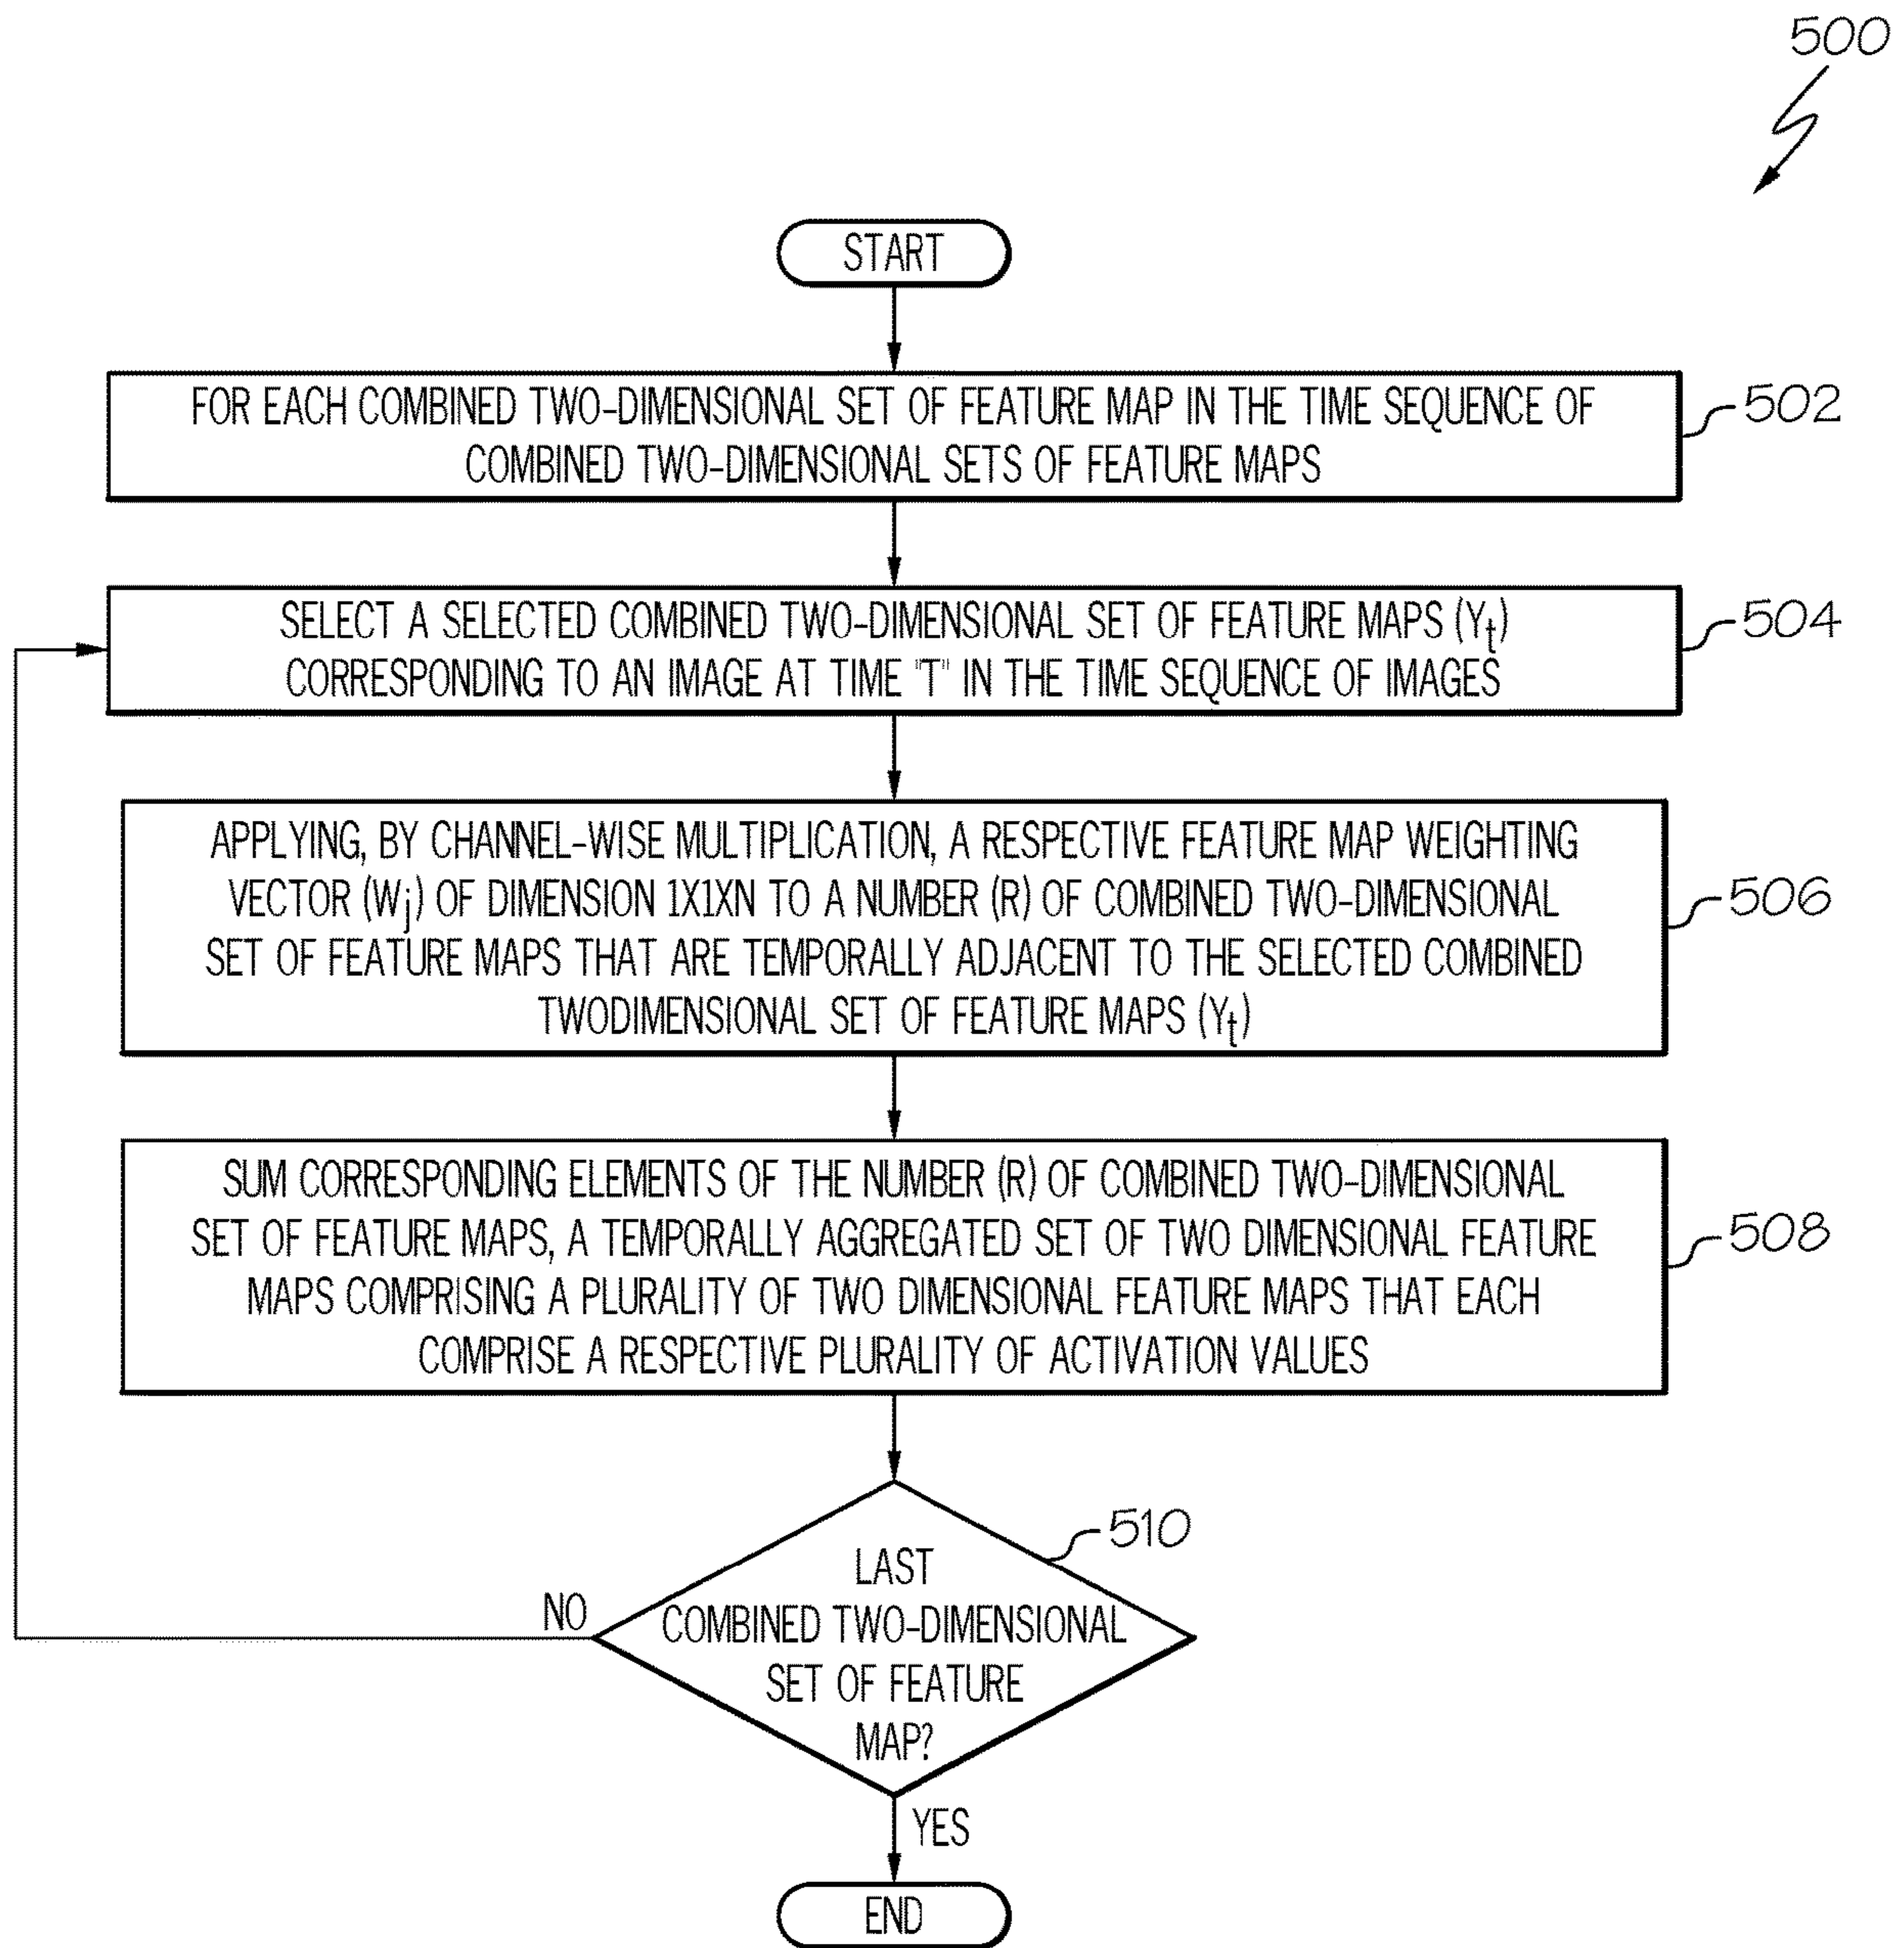 500
START
FOR EACH COMBINED TWO-DIMENSIONAL SET OF FEATURE MAP IN THE TIME SEQUENCE OF
COMBINED TWO-DIMENSIONAL SETS OF FEATURE MAPS
502
SELECT A SELECTED COMBINED TWO-DIMENSIONAL SET OF FEATURE MAPS (Yt)
CORRESPONDING TO AN IMAGE AT TIME "T" IN THE TIME SEQUENCE OF IMAGES
504
APPLYING, BY CHANNEL-WISE MULTIPLICATION, A RESPECTIVE FEATURE MAP WEIGHTING
VECTOR (Wj) OF DIMENSION 1X1XN TO A NUMBER (R) OF COMBINED TWO-DIMENSIONAL
SET OF FEATURE MAPS THAT ARE TEMPORALLY ADJACENT TO THE SELECTED COMBINED
TWODIMENSIONAL SET OF FEATURE MAPS (Yt)
506
SUM CORRESPONDING ELEMENTS OF THE NUMBER (R) OF COMBINED TWO-DIMENSIONAL
SET OF FEATURE MAPS, A TEMPORALLY AGGREGATED SET OF TWO DIMENSIONAL FEATURE
MAPS COMPRISING A PLURALITY OF TWO DIMENSIONAL FEATURE MAPS THAT EACH
COMPRISE A RESPECTIVE PLURALITY OF ACTIVATION VALUES
508
510
LAST
COMBINED TWO-DIMENSIONAL
SET OF FEATURE
MAP?
NO
YES
END